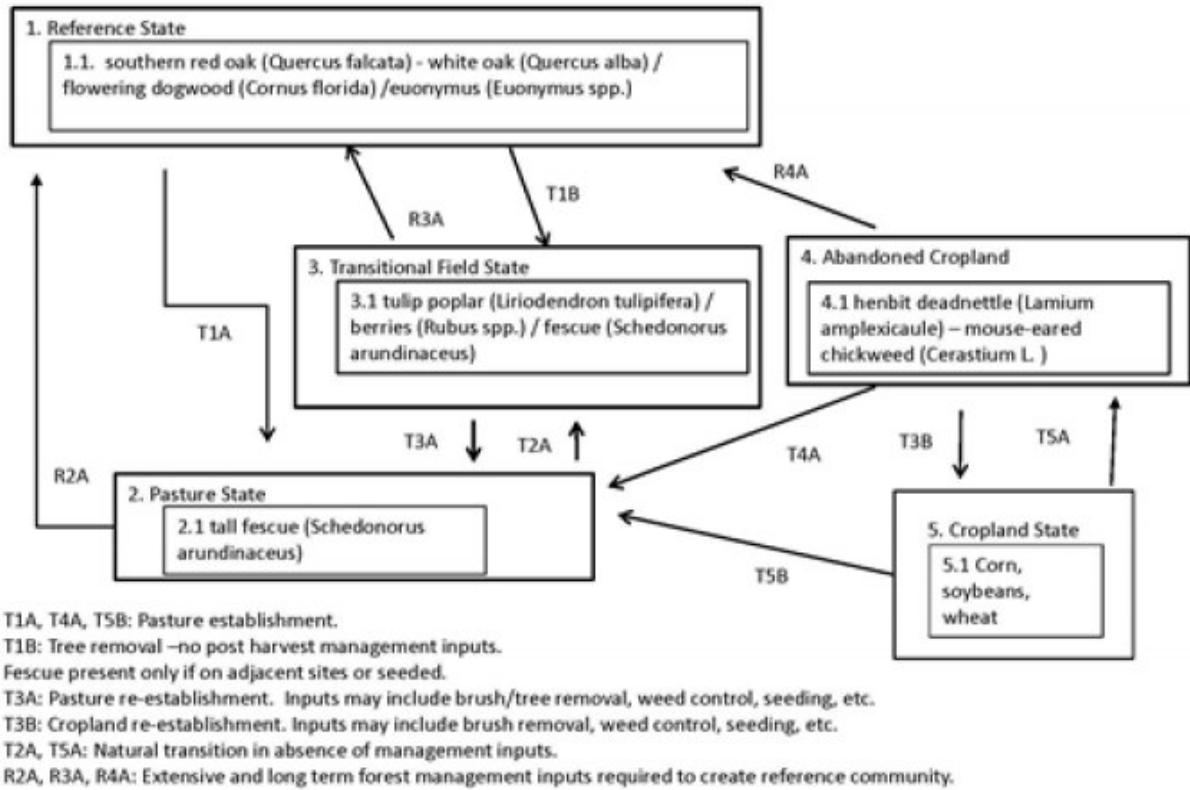 1. Reference State
1.1.  southern red oak (Quercus falcata) - white oak (Quercus alba) /
flowering dogwood (Cornus florida) /euonymus (Euonymus spp.)
R4A
T1B
R3A
3. Transitional Field State
3.1 tulip poplar (Liriodendron tulipifera) /
berries (Rubus spp.) / fescue (Schedonorus
arundinaceus)
4. Abandoned Cropland
4.1 henbit deadnettle (Lamium
amplexicaule) – mouse-eared
chickweed (Cerastium L. )
T1A
T3A
T2A
T4A
T3B
T5A
R2A
2. Pasture State
2.1 tall fescue (Schedonorus
arundinaceus)
5. Cropland State
5.1 Corn,
soybeans,
wheat
T5B
T1A, T4A, T5B: Pasture establishment.
T1B: Tree removal –no post harvest management inputs.
Fescue present only if on adjacent sites or seeded.
T3A: Pasture re-establishment.  Inputs may include brush/tree removal, weed control, seeding, etc.
T3B: Cropland re-establishment. Inputs may include brush removal, weed control, seeding, etc.
T2A, T5A: Natural transition in absence of management inputs.
R2A, R3A, R4A: Extensive and long term forest management inputs required to create reference community.